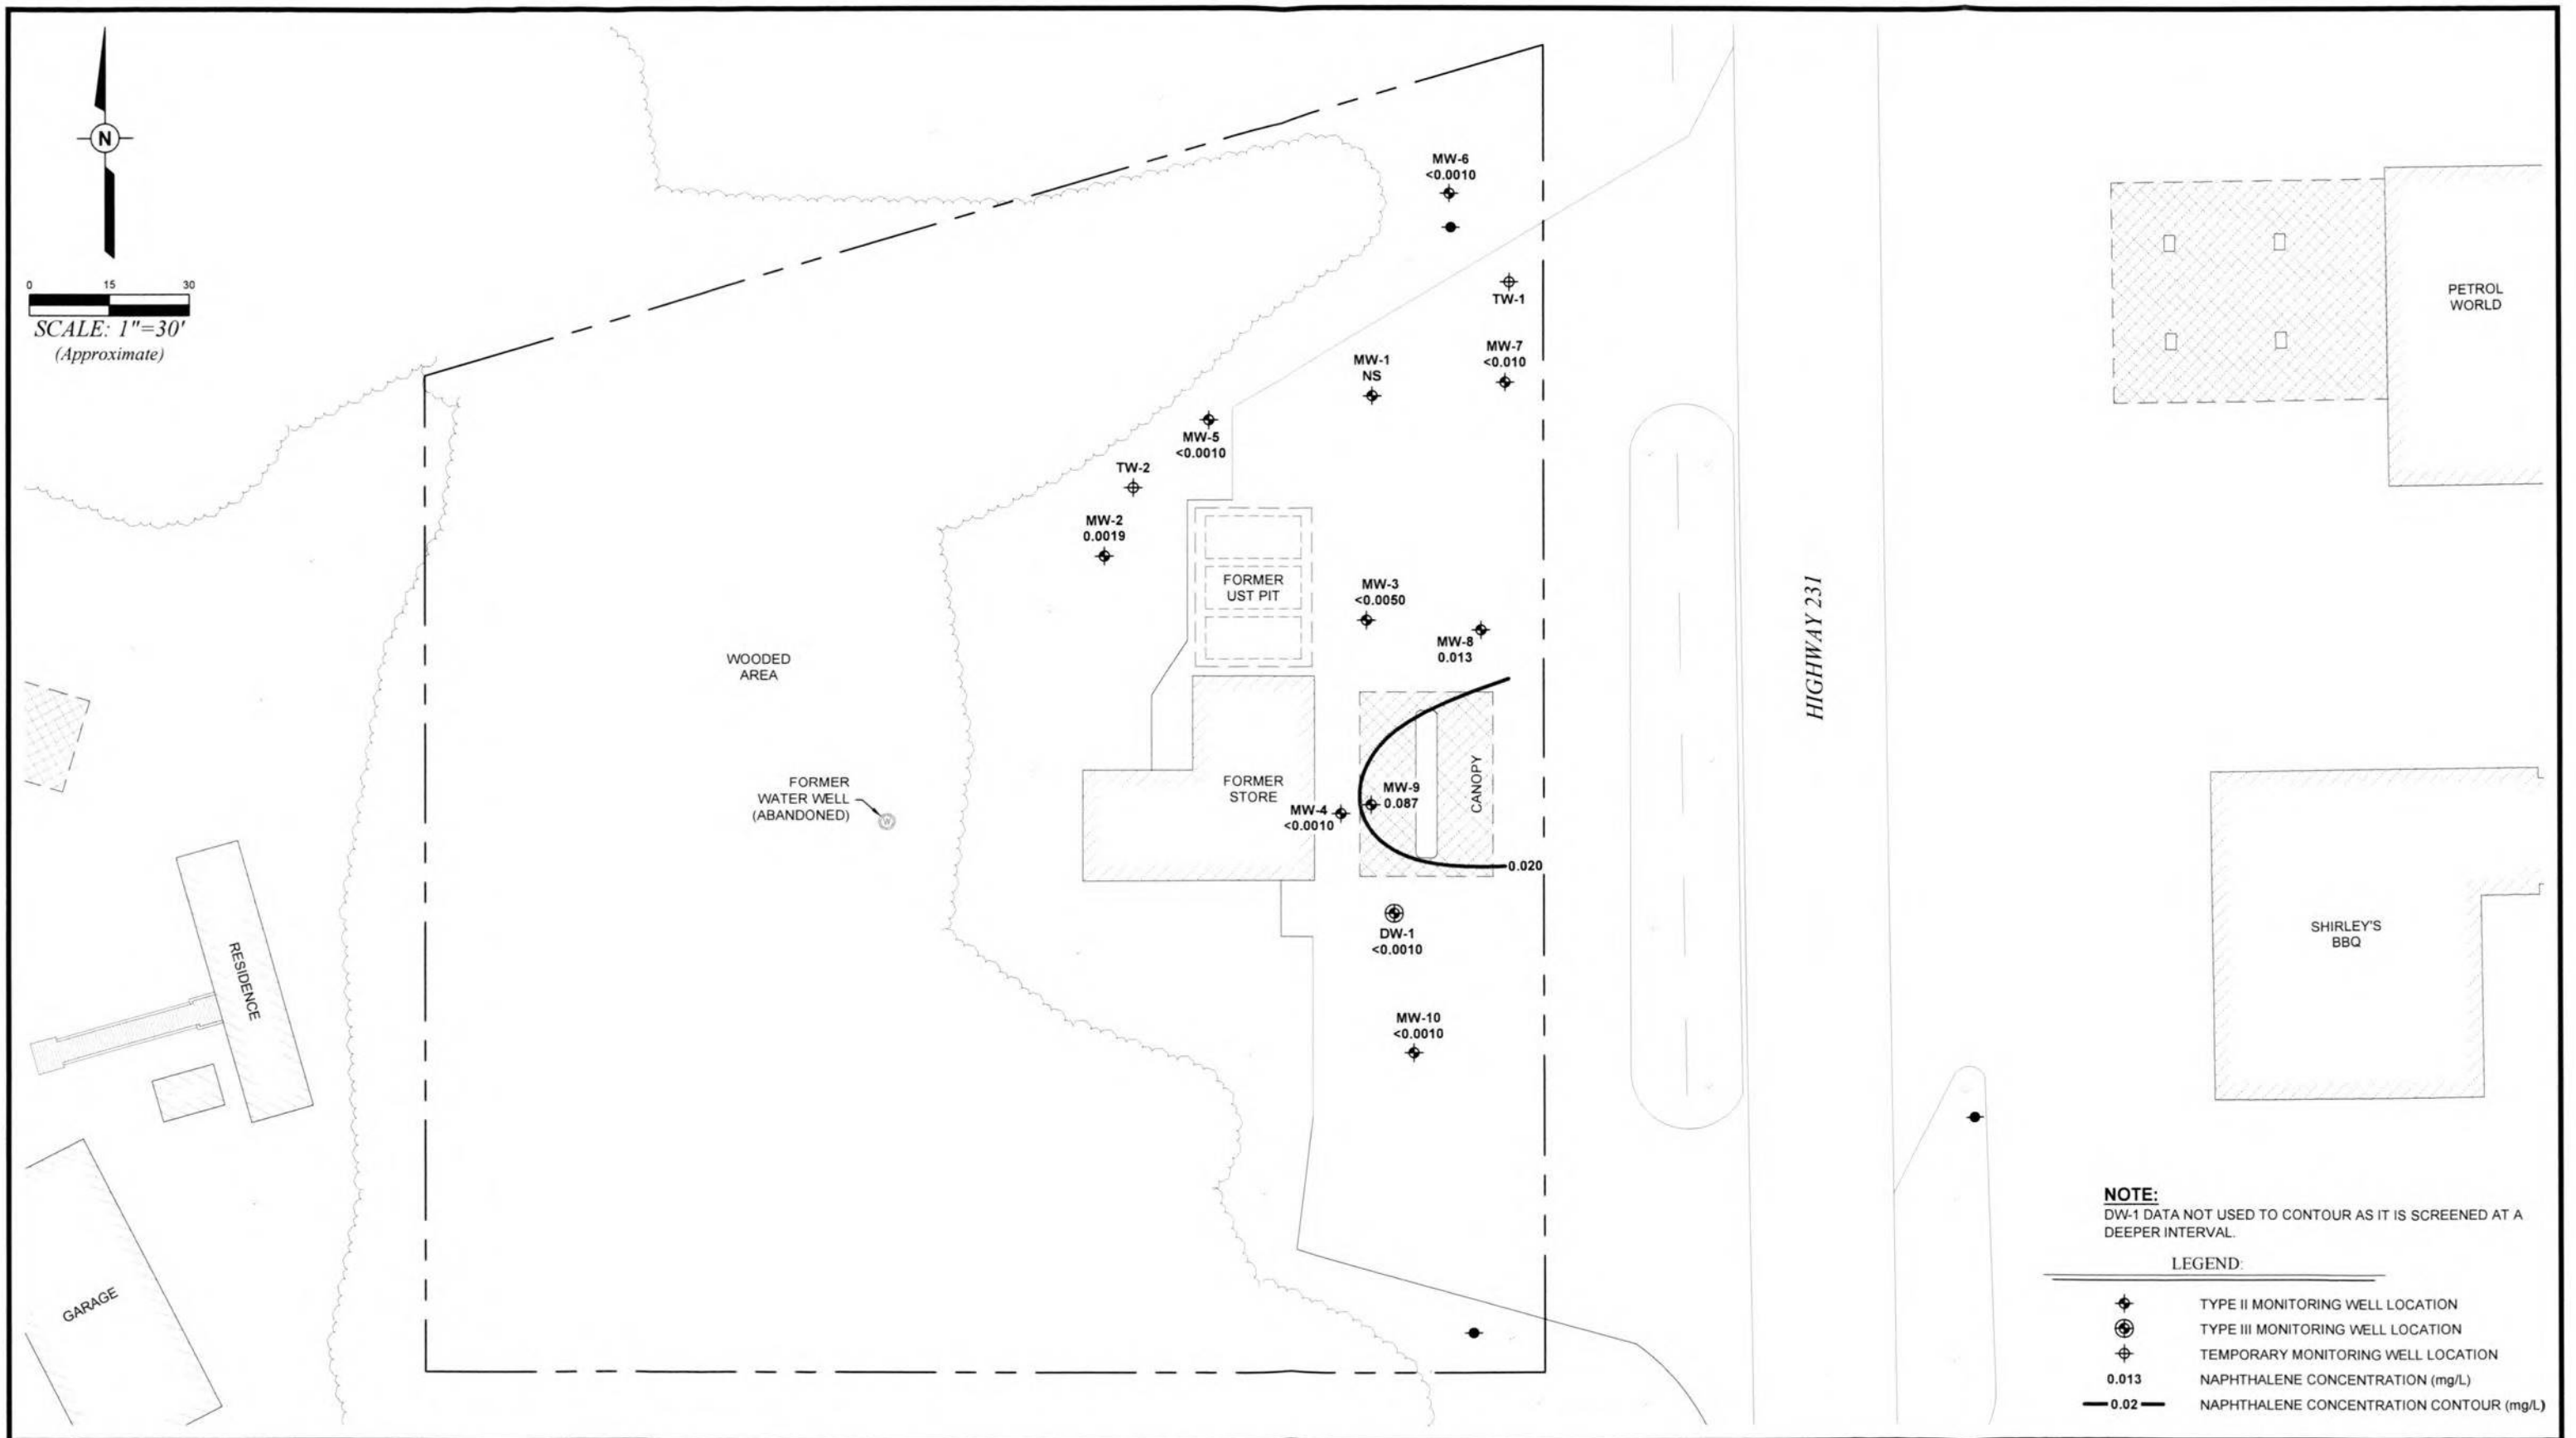 N
0 15 30
SCALE: 1"=30'
(Approximate)
MW-6
<0.0010
TW-1
MW-7
<0.010
MW-1
NS
MW-5
<0.0010
TW-2
MW-2
0.0019
FORMER
UST PIT
MW-3
<0.0050
MW-8
0.013
WOODED
AREA
FORMER
WATER WELL
(ABANDONED)
W
FORMER
STORE
MW-4
<0.0010
MW-9
0.087
CANOPY
0.020
DW-1
<0.0010
MW-10
<0.0010
HIGHWAY 231
PETROL
WORLD
SHIRLEY'S
BBQ
RESIDENCE
GARAGE
NOTE:
DW-1 DATA NOT USED TO CONTOUR AS IT IS SCREENED AT A
DEEPER INTERVAL.
LEGEND:
TYPE II MONITORING WELL LOCATION
TYPE III MONITORING WELL LOCATION
TEMPORARY MONITORING WELL LOCATION
0.013 NAPHTHALENE CONCENTRATION (mg/L)
0.02 NAPHTHALENE CONCENTRATION CONTOUR (mg/L)